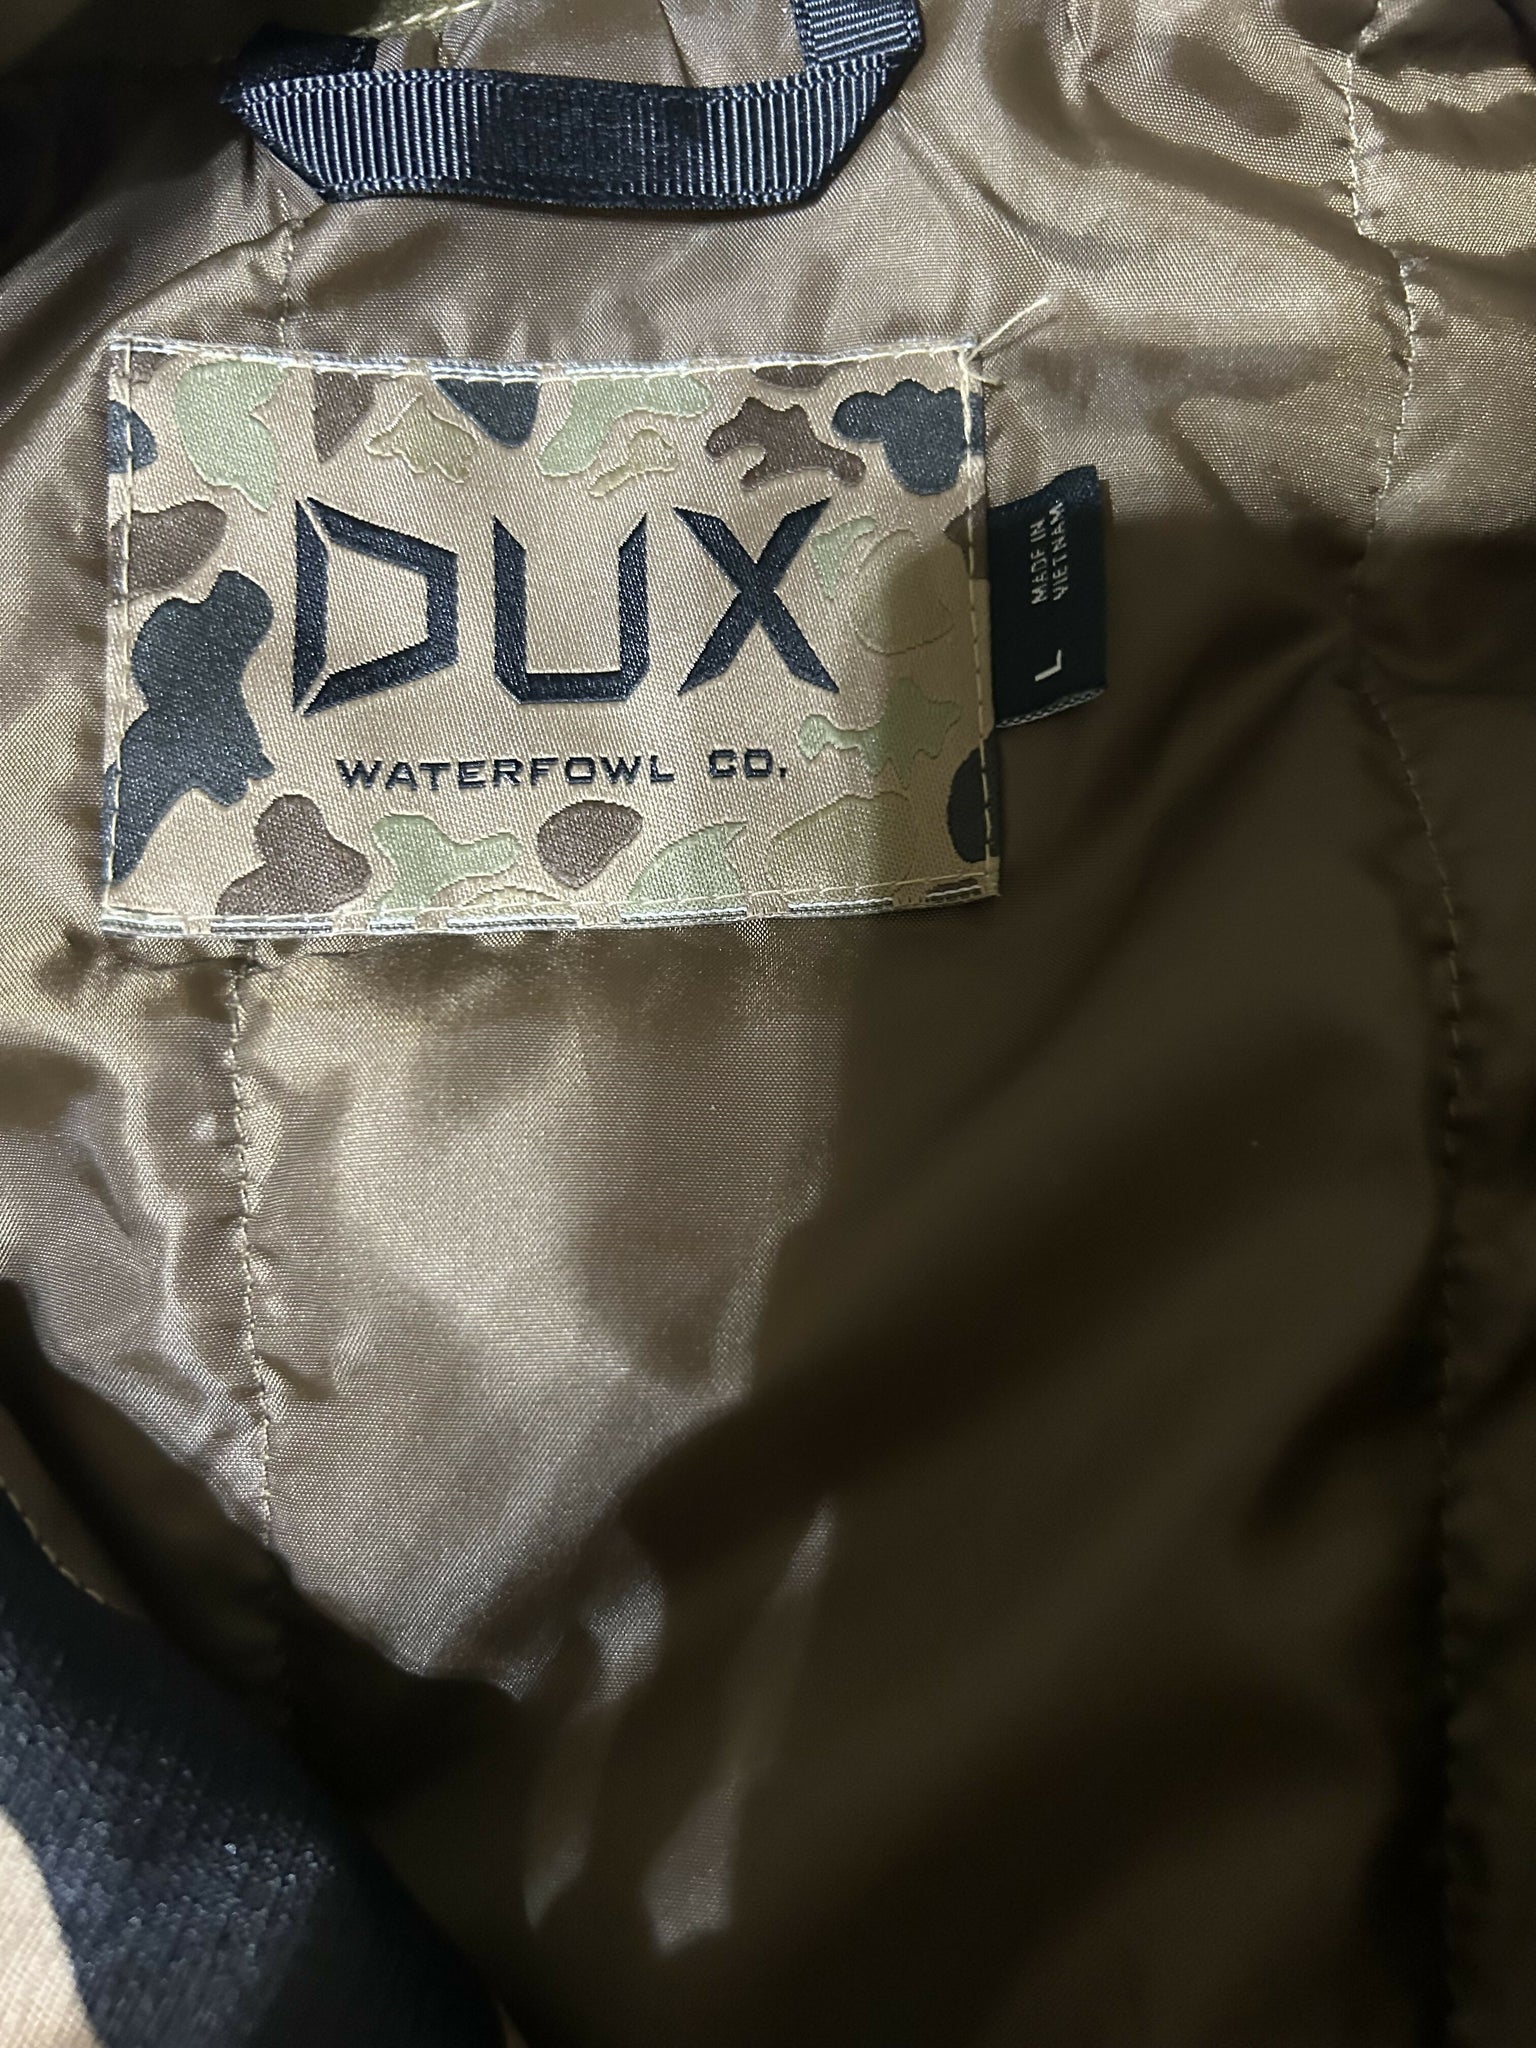 DUX
WATERFOWL CO.
L
MADE IN
VIETNAM